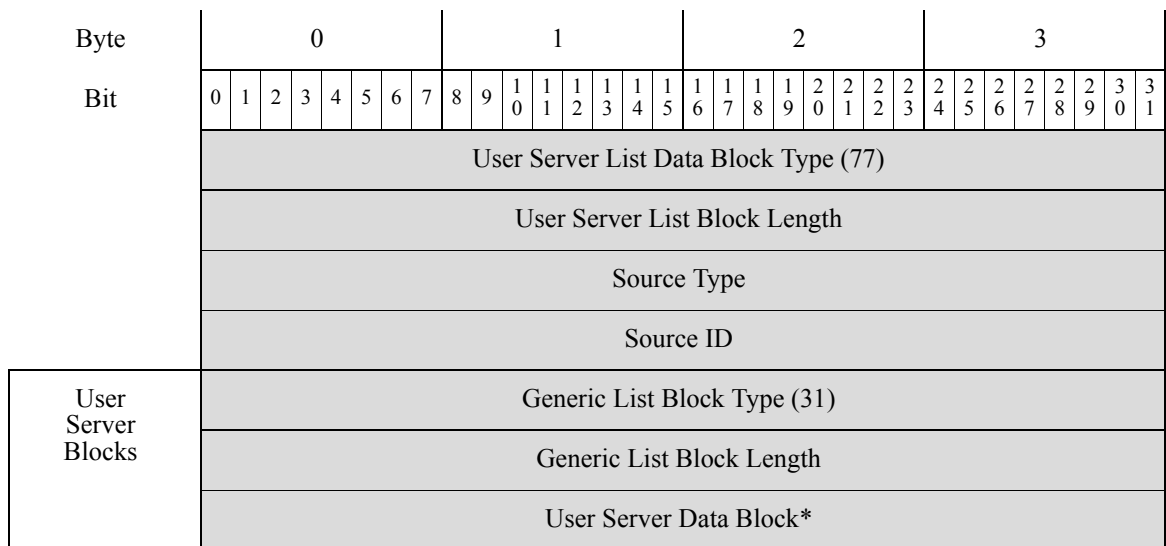 Byte 0 1 2 3
Bit 0 1 2 3 4 5 6 7 8 9 10 11 12 13 14 15 16 17 18 19 20 21 22 23 24 25 26 27 28 29 30 31
User Server List Data Block Type (77)
User Server List Block Length
Source Type
Source ID
User
Server
Blocks
Generic List Block Type (31)
Generic List Block Length
User Server Data Block*